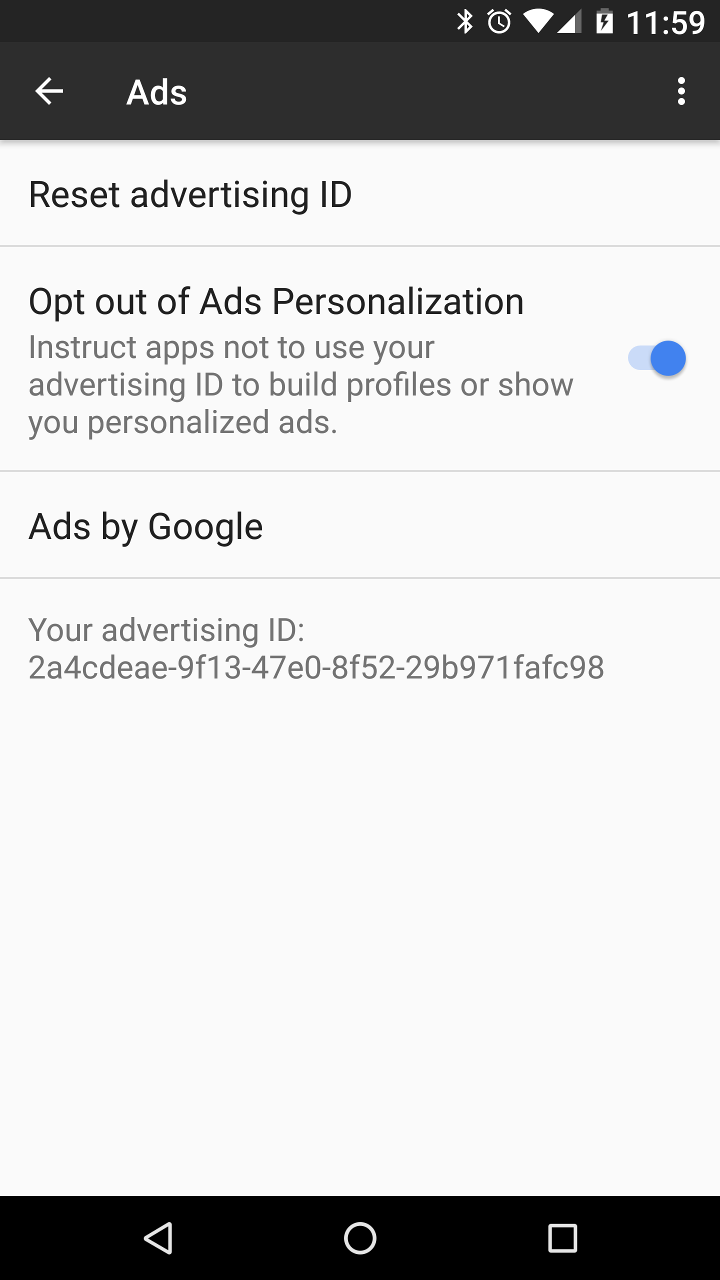 11:59
Ads
Reset advertising ID
Opt out of Ads Personalization
Instruct apps not to use your
advertising ID to build profiles or show
you personalized ads.
Ads by Google
Your advertising ID:
2a4cdeae-9f13-47e0-8f52-29b971fafc98